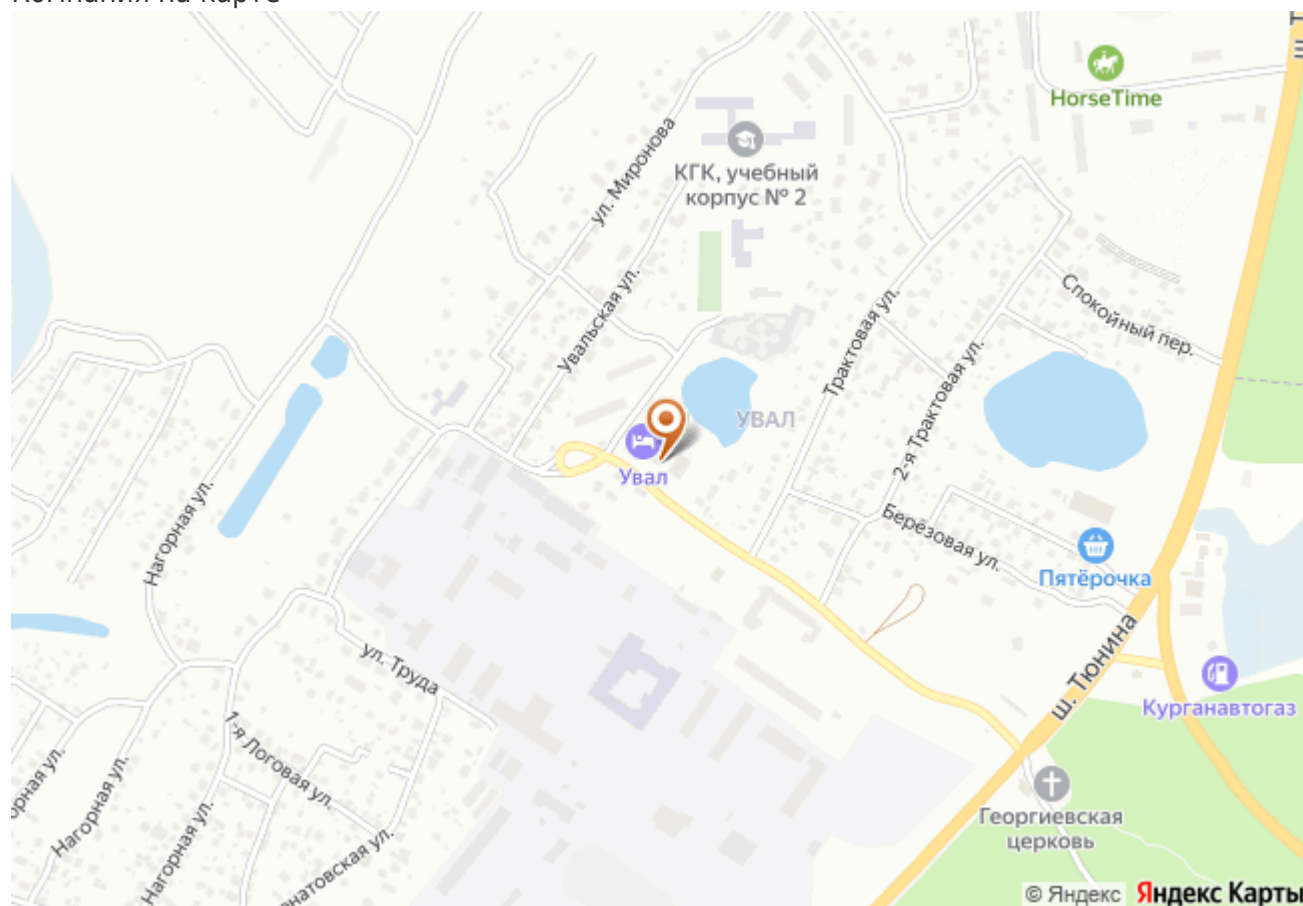 HorseTime
КГК, учебный
корпус № 2
ул. Миронова
Увальская ул.
Спокойный пер.
Трактовая ул.
2-я Трактовая ул.
УВАЛ
Увал
Нагорная ул.
Берёзовая ул.
Пятёрочка
ш. Тюнина
ул. Труда
Курганавтогаз
1-я Логовая ул.
Нагорная ул.
Нагорная ул.
Георгиевская
церковь
© Яндекс Яндекс Карты